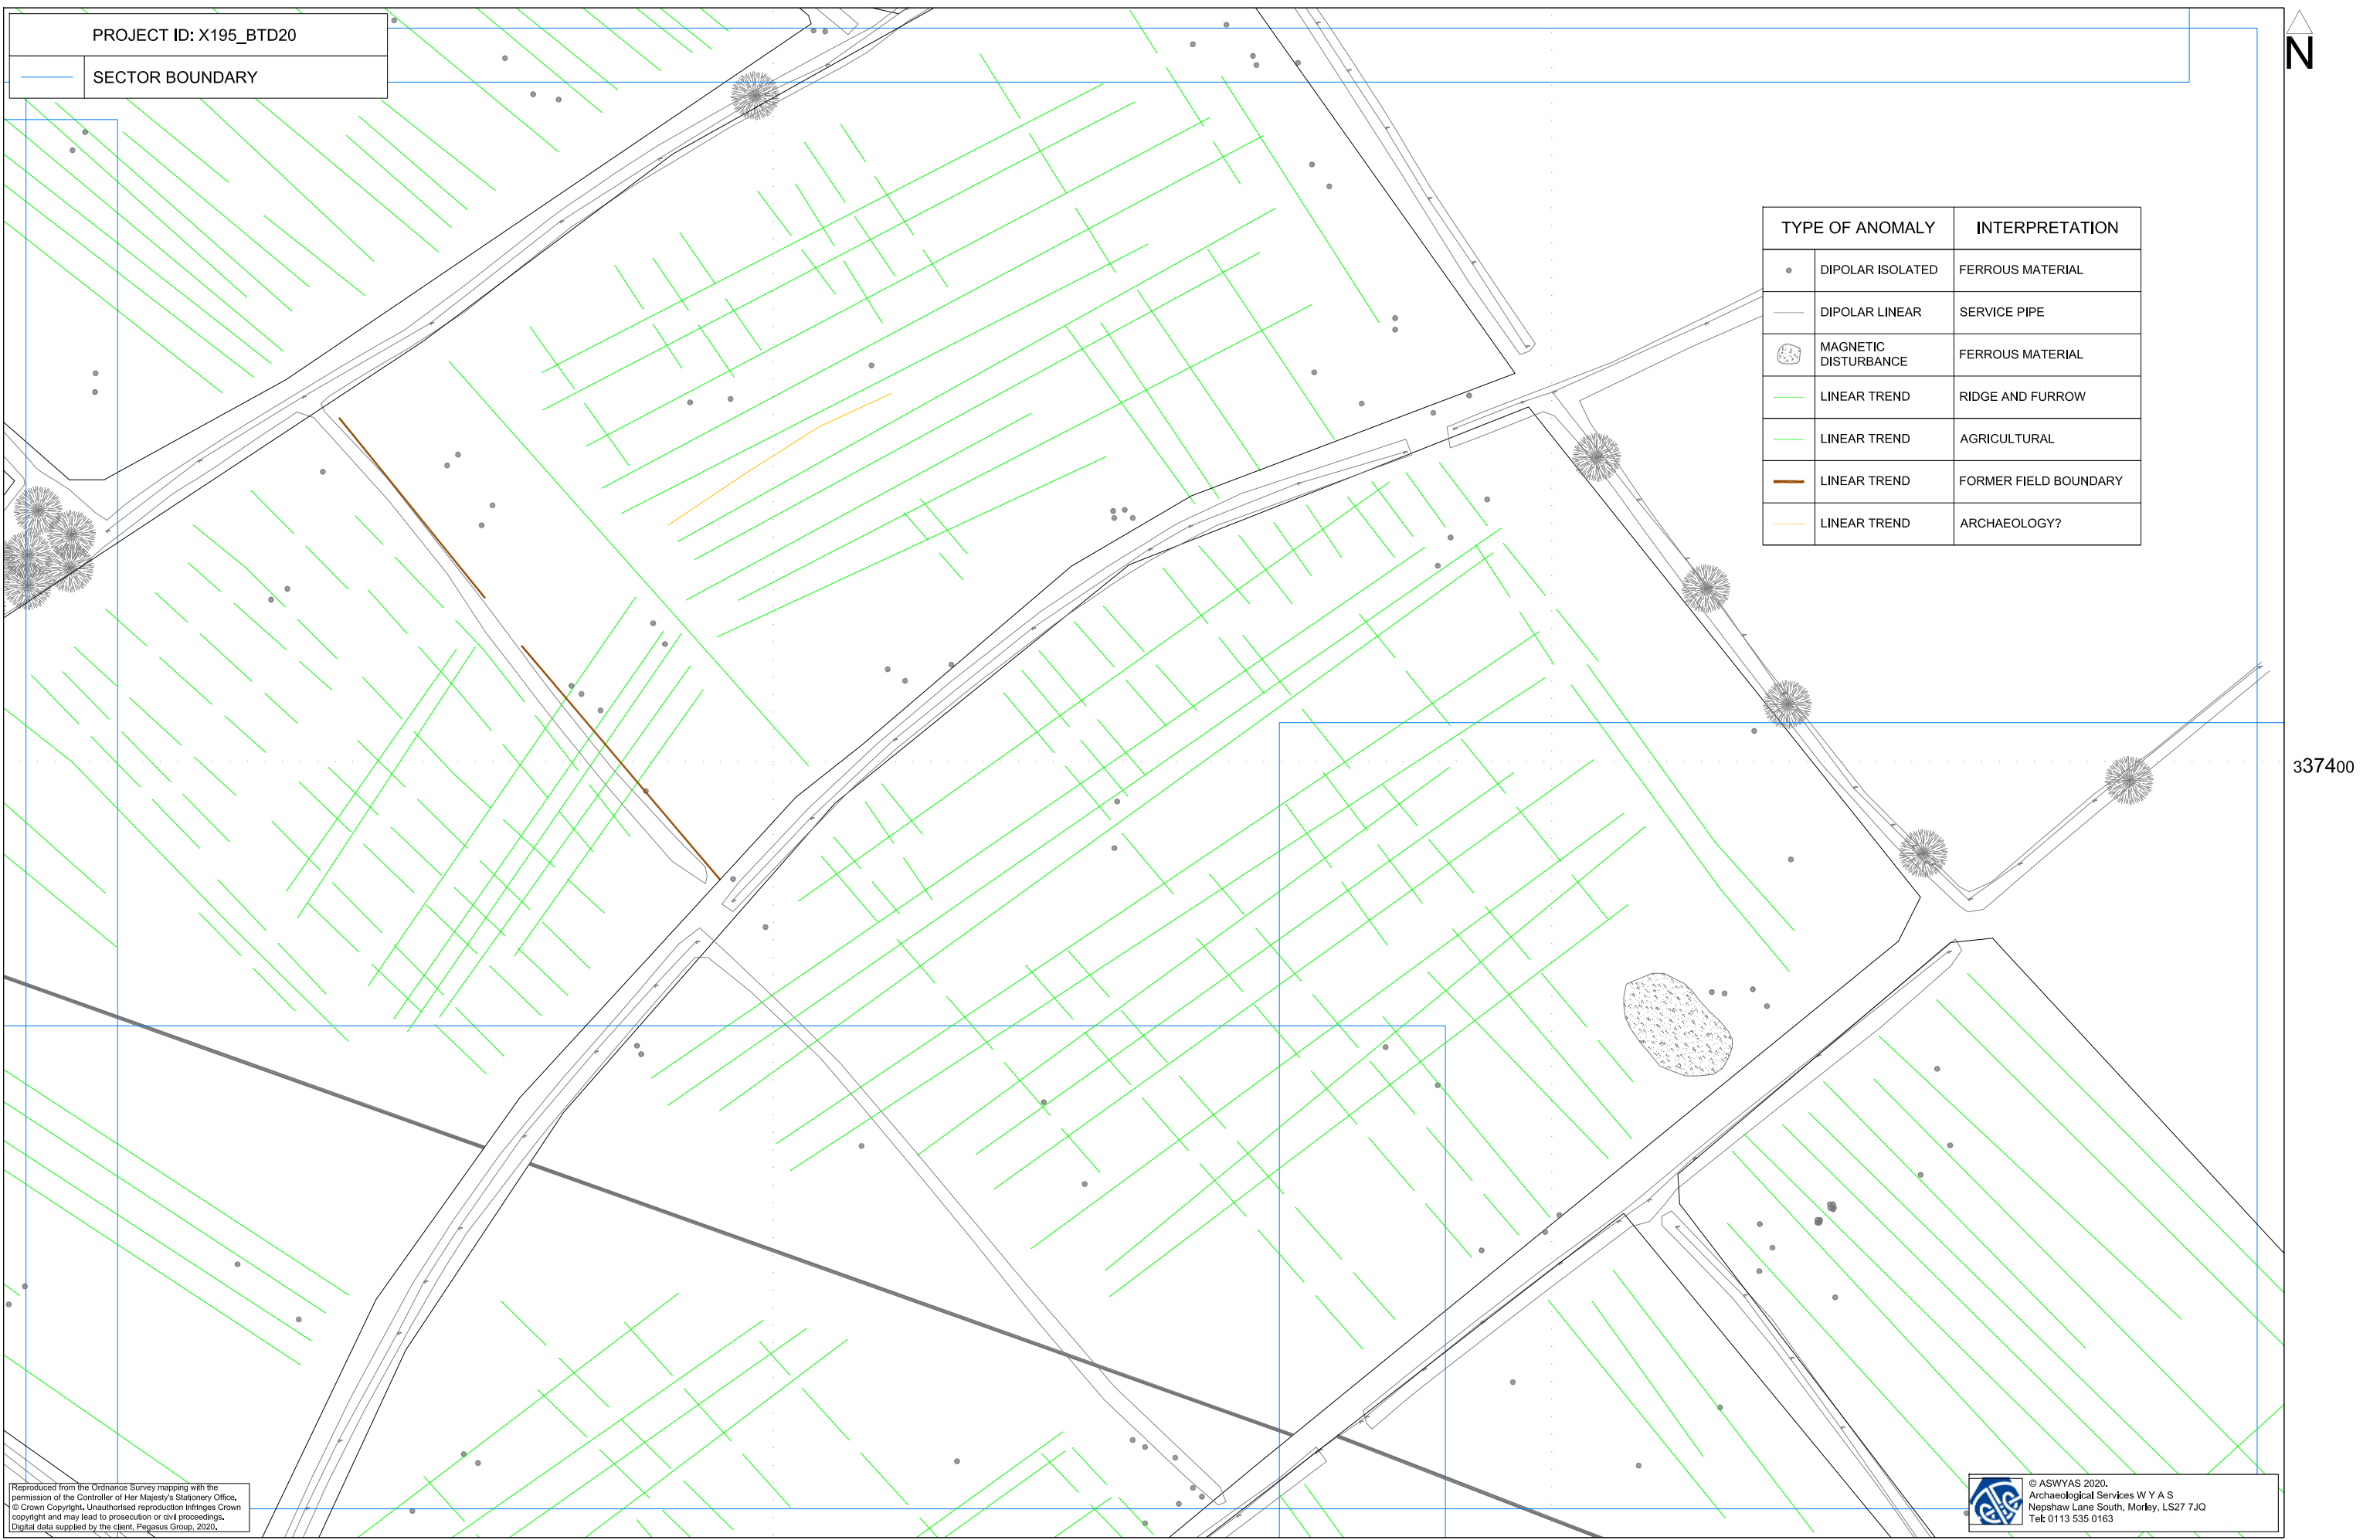 PROJECT ID: X195_BTD20
SECTOR BOUNDARY
N
TYPE OF ANOMALY INTERPRETATION
DIPOLAR ISOLATED FERROUS MATERIAL
DIPOLAR LINEAR SERVICE PIPE
MAGNETIC
DISTURBANCE FERROUS MATERIAL
LINEAR TREND RIDGE AND FURROW
LINEAR TREND AGRICULTURAL
LINEAR TREND FORMER FIELD BOUNDARY
LINEAR TREND ARCHAEOLOGY?
337400
Reproduced from the Ordnance Survey mapping with the
permission of the Controller of Her Majesty's Stationery Office.
© Crown Copyright. Unauthorised reproduction infringes Crown
copyright and may lead to prosecution or civil proceedings.
Digital data supplied by the client, Pegasus Group, 2020.
© ASWYAS 2020.
Archaeological Services W Y A S
Nepshaw Lane South, Morley, LS27 7JQ
Tel: 0113 535 0163